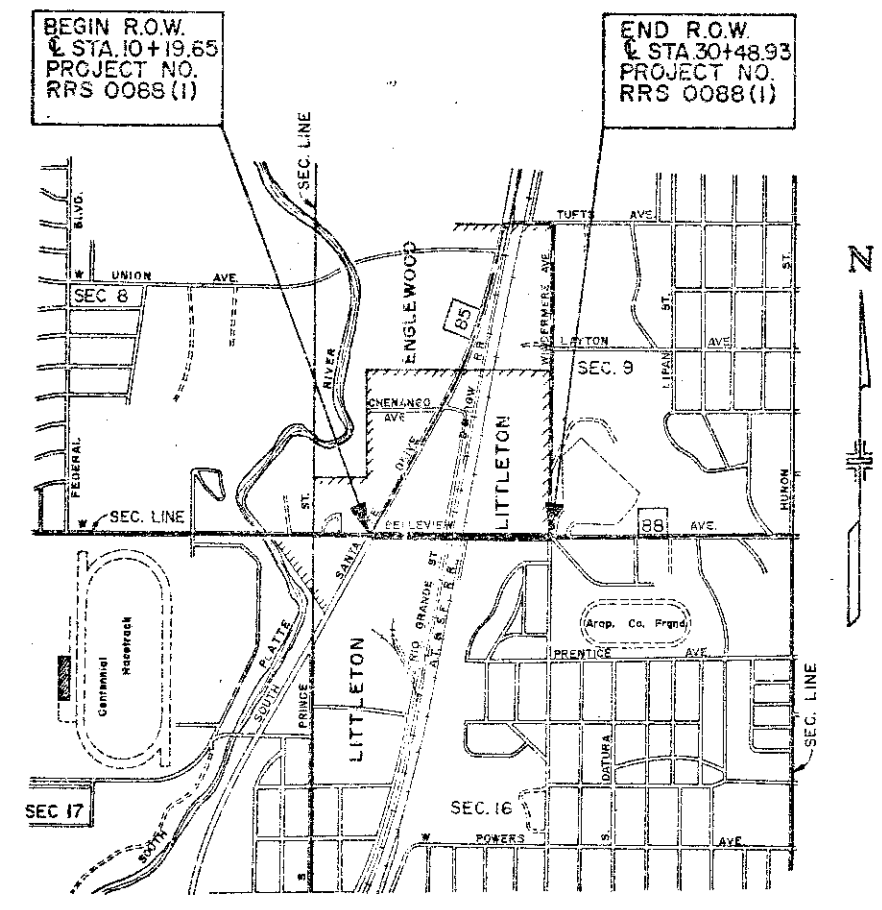 BEGIN R.O.W.
℄ STA. 10+19.65
PROJECT NO.
RRS 0088(1)
END R.O.W.
℄ STA. 30+48.93
PROJECT NO.
RRS 0088(1)
SEC. LINE
BLVD.
TUFTS AVE.
ST.
N
W UNION AVE.
SEC 8
ENGLEWOOD
85
WINDERMERE AVE
LAYTON AVE
ST.
LIPAN
SEC. 9
RIVER
CHENANGO
AVE
DRIVE
R R
D & RGW
LITTLETON
FEDERAL
HURON
W SEC. LINE
ST.
SANTA FE
BELLEVIEW AVE.
88
RIO GRANDE ST
A T & S F R R
Arap. Co. Frgnd
PRENTICE AVE
Centennial
Racetrack
PLATTE
SOUTH
PRINCE
LITTLETON
DATURA
SEC. LINE
SEC 17
SEC. 16
SOUTH
W POWERS AVE.
S.
S